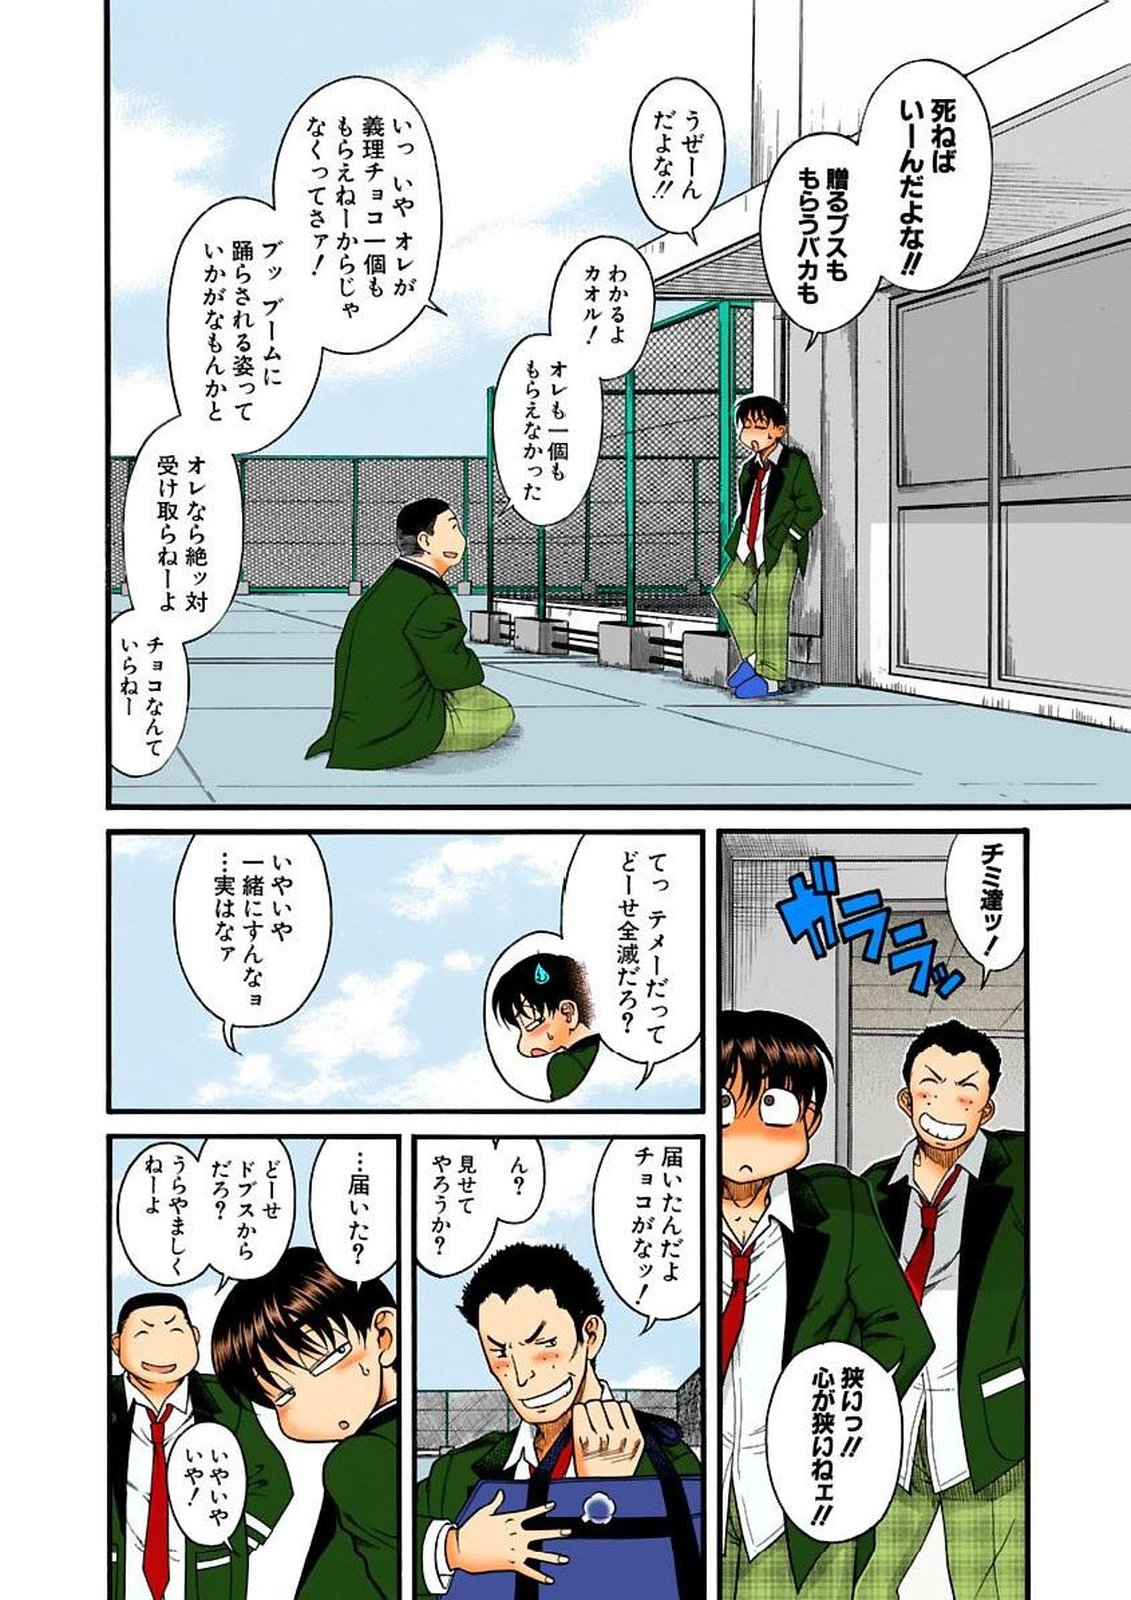 死ねば
いーんだよな!!
贈るブスも
もらうバカも
うぜーん
だよな!!
わかるよ
カオル!
オレも一個も
もらえなかった
いっ いや オレが
義理チョコ一個も
もらえねーからじゃ
なくってさァ!
ブッ ブームに
踊らされる姿って
いかがなもんかと
オレなら絶ッ対
受け取らねーよ
チョコなんて
いらねー
チミ達ッ!
ガラララッ
狭いっ!!
心が狭いねェ!!
てっ テメーだって
どーせ全滅だろ?
いやいや
一緒にすんなョ
…実はなァ
届いたんだよ
チョコがなッ!
ん?
見せて
やろうか?
…届いた?
どーせ
ドブスから
だろ?
うらやましく
ねーよ
いやいや
いや!